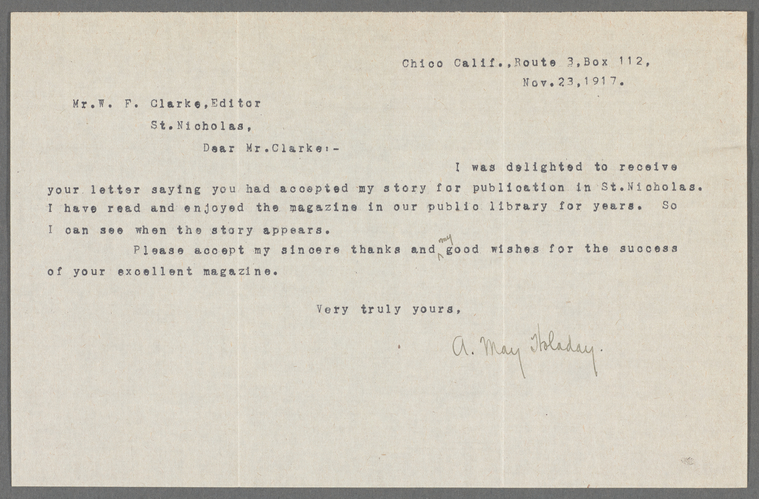 Chico Calif.,Route 3,Box 112,
Nov.23,1917.
Mr.W. F. Clarke,Editor
St.Nicholas,
Dear Mr.Clarke:-
I was delighted to receive
your letter saying you had accepted my story for publication in St.Nicholas.
I have read and enjoyed the magazine in our public library for years. So
I can see when the story appears.
Please accept my sincere thanks and my good wishes for the success
of your excellent magazine.
Very truly yours,
A. May Holaday.